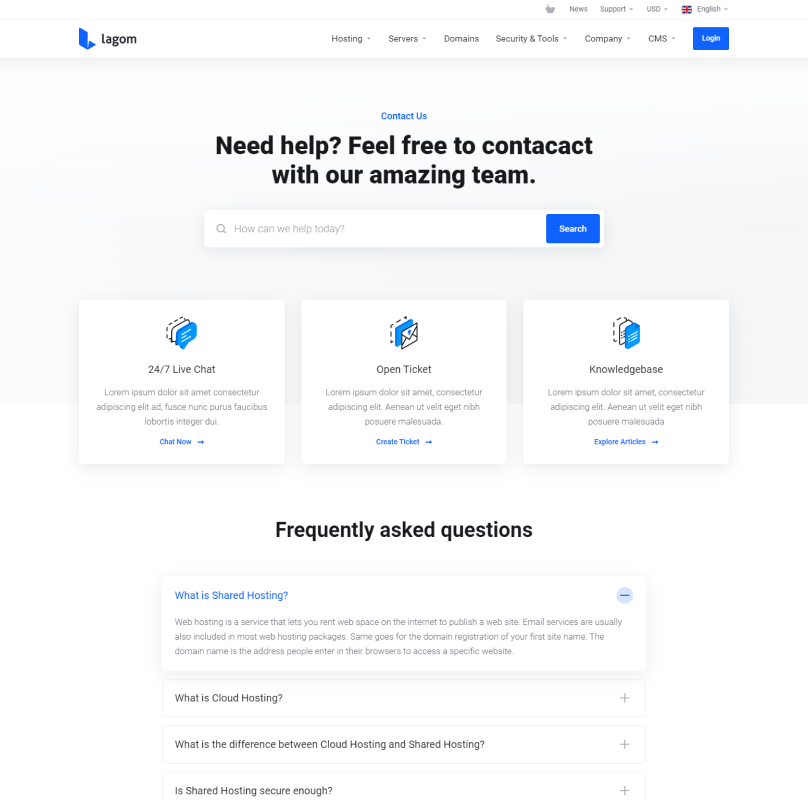 News Support USD English
lagom
Hosting Servers Domains Security & Tools Company CMS Login
Contact Us
Need help? Feel free to contacact
with our amazing team.
How can we help today? Search
24/7 Live Chat
Lorem ipsum dolor sit amet consectetur
adipiscing elit ad, fusce nunc purus faucibus
lobortis integer dui.
Chat Now
Open Ticket
Lorem ipsum dolor sit amet, consectetur
adipiscing elit. Aenean ut velit eget nibh
posuere malesuada.
Create Ticket
Knowledgebase
Lorem ipsum dolor sit amet, consectetur
adipiscing elit. Aenean ut velit eget nibh
posuere malesuada
Explore Articles
Frequently asked questions
What is Shared Hosting?
Web hosting is a service that lets you rent web space on the internet to publish a web site. Email services are usually
also included in most web hosting packages. Same goes for the domain registration of your first site name. The
domain name is the address people enter in their browsers to access a specific website.
What is Cloud Hosting?
What is the difference between Cloud Hosting and Shared Hosting?
Is Shared Hosting secure enough?